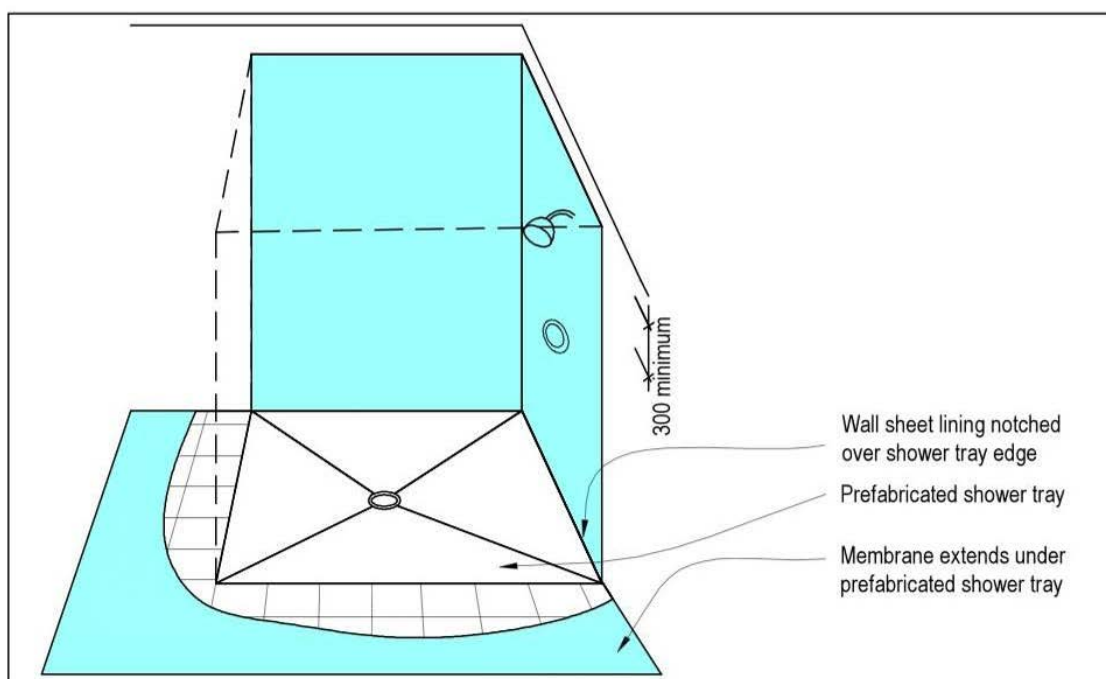 300 minimum
Wall sheet lining notched
over shower tray edge
Prefabricated shower tray
Membrane extends under
prefabricated shower tray